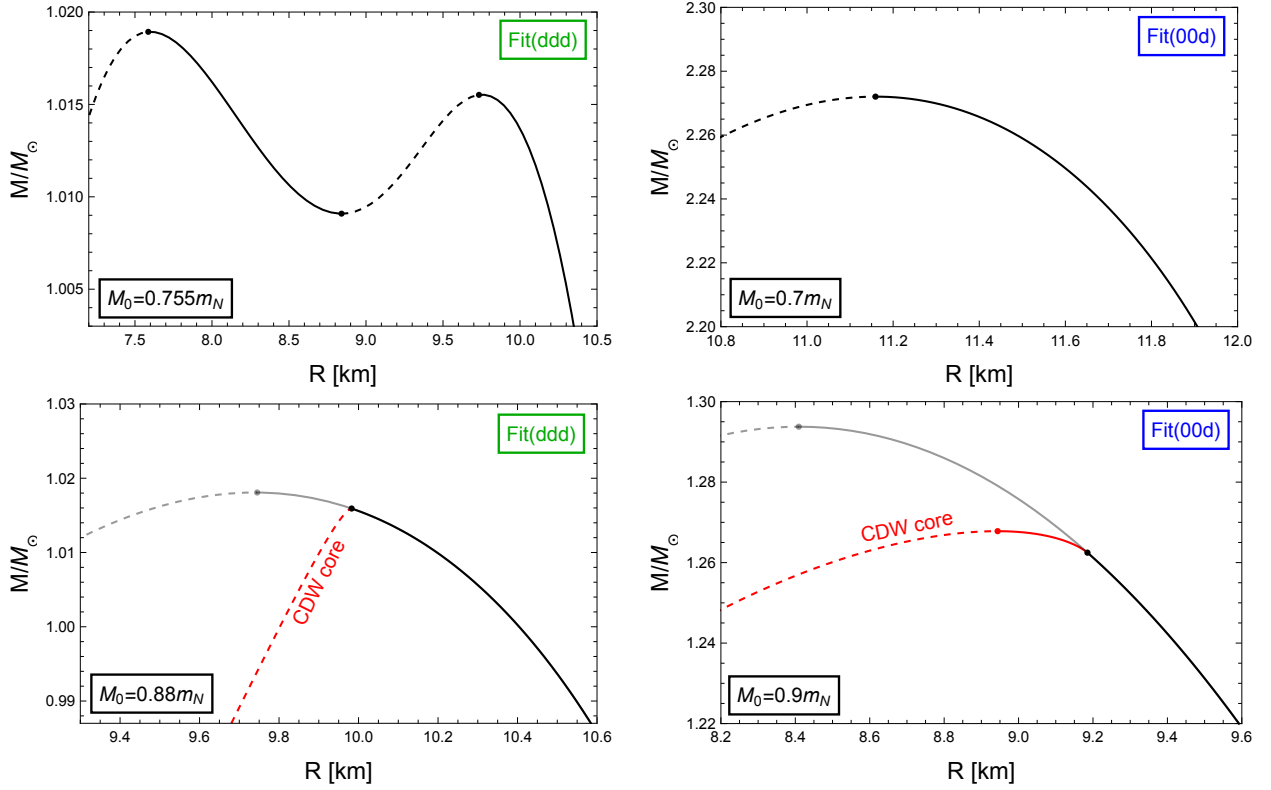 1.020
1.015
1.010
1.005
M/M⊙
Fit(ddd)
M₀=0.755m_N
7.5 8.0 8.5 9.0 9.5 10.0 10.5
R [km]
2.30
2.28
2.26
2.24
2.22
2.20
M/M⊙
Fit(00d)
M₀=0.7m_N
10.8 11.0 11.2 11.4 11.6 11.8 12.0
R [km]
1.03
1.02
1.01
1.00
0.99
M/M⊙
Fit(ddd)
CDW core
M₀=0.88m_N
9.4 9.6 9.8 10.0 10.2 10.4 10.6
R [km]
1.30
1.28
1.26
1.24
1.22
M/M⊙
Fit(00d)
CDW core
M₀=0.9m_N
8.2 8.4 8.6 8.8 9.0 9.2 9.4 9.6
R [km]